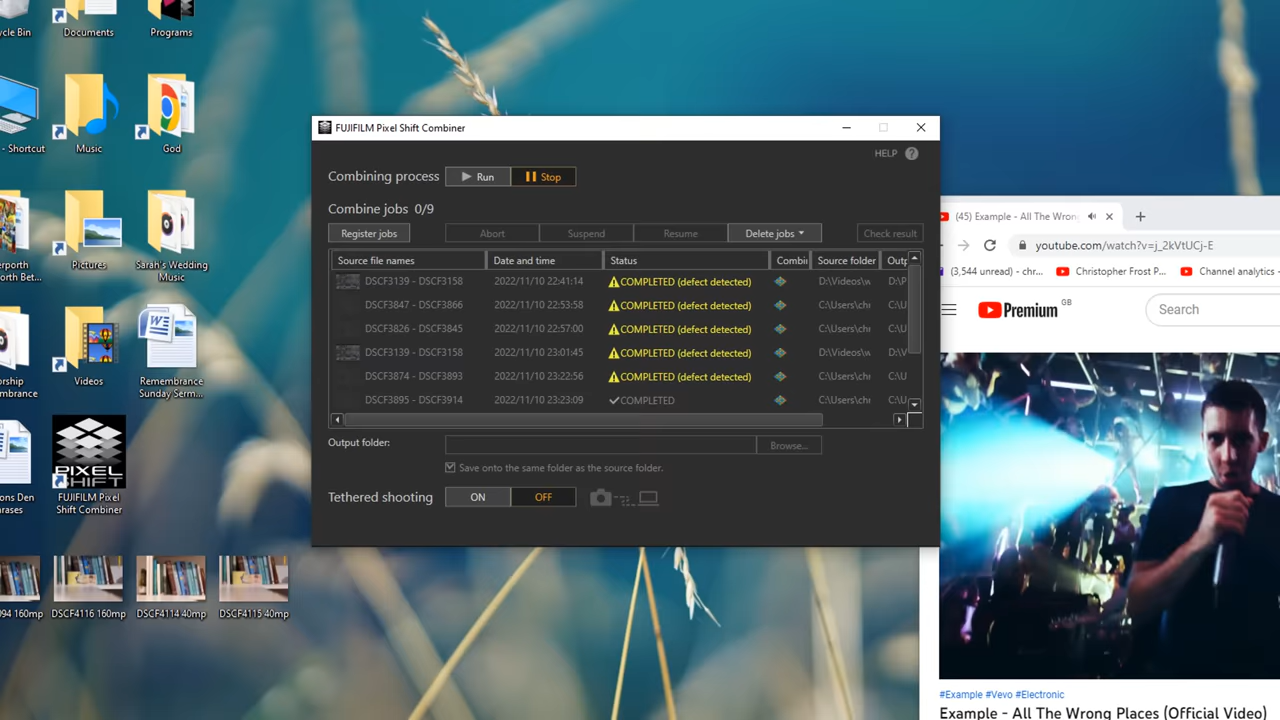 cycle Bin
Documents
Programs
- Shortcut
Music
God
erporth
orth Bet...
Pictures
Sarah's Wedding
Music
orship
mbrance
Videos
Remembrance
Sunday Serm...
ons Den
rases
PIXEL
SHIFT
FUJIFILM Pixel
Shift Combiner
094 160mp
DSCF4116 160mp
DSCF4114 40mp
DSCF4115 40mp
FUJIFILM Pixel Shift Combiner
HELP ?
Combining process
Run
Stop
Combine jobs 0/9
Register jobs
Abort
Suspend
Resume
Delete jobs
Check result
Source file names Date and time Status Combi Source folder Outp
DSCF3139 - DSCF3158 2022/11/10 22:41:14 COMPLETED (defect detected) D:\Videos\w D:\P
DSCF3847 - DSCF3866 2022/11/10 22:53:58 COMPLETED (defect detected) C:\Users\chr C:\U
DSCF3826 - DSCF3845 2022/11/10 22:57:00 COMPLETED (defect detected) C:\Users\chr C:\U
DSCF3139 - DSCF3158 2022/11/10 23:01:45 COMPLETED (defect detected) D:\Videos\w D:\V
DSCF3874 - DSCF3893 2022/11/10 23:22:56 COMPLETED (defect detected) C:\Users\chr C:\U
DSCF3895 - DSCF3914 2022/11/10 23:23:09 COMPLETED C:\Users\chr C:\U
Output folder:
Browse...
Save onto the same folder as the source folder.
Tethered shooting
ON
OFF
(45) Example - All The Wrong
youtube.com/watch?v=j_2kVtUCj-E
(3,544 unread) - chr...
Christopher Frost P...
Channel analytics -
Premium GB
Search
#Example #Vevo #Electronic
Example - All The Wrong Places (Official Video)